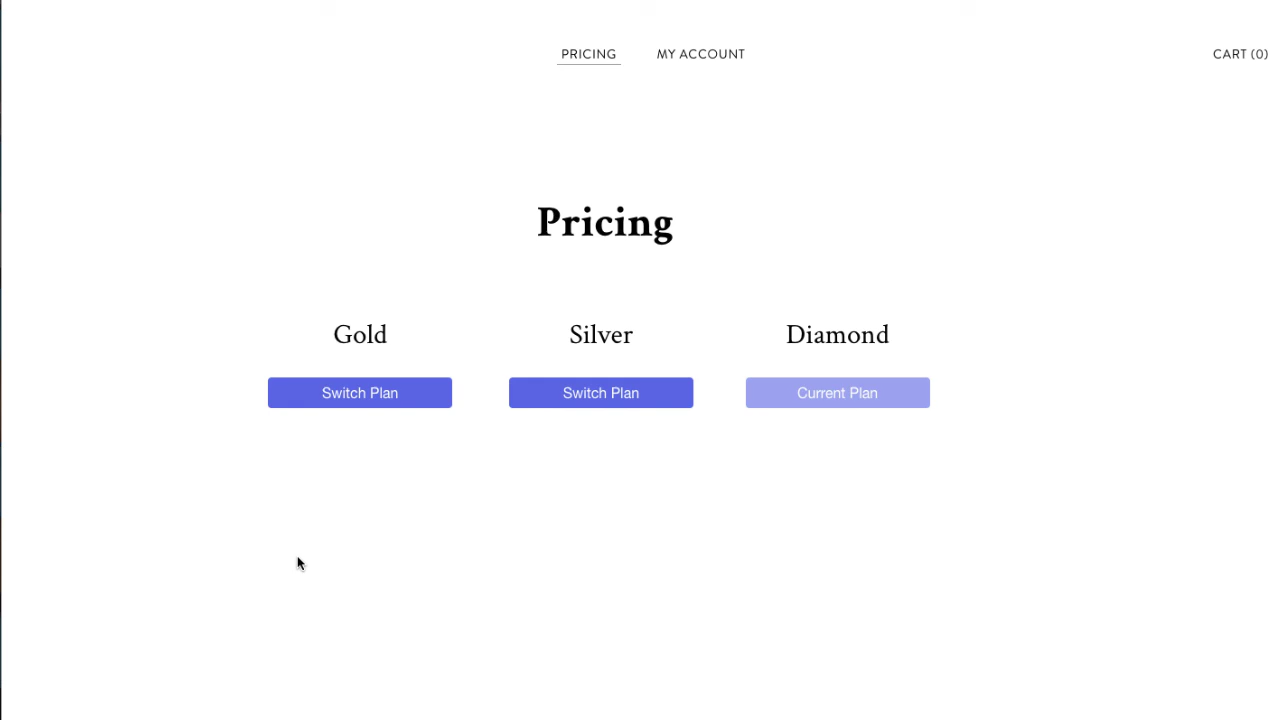 PRICING MY ACCOUNT CART (0)
Pricing
Gold Silver Diamond
Switch Plan Switch Plan Current Plan